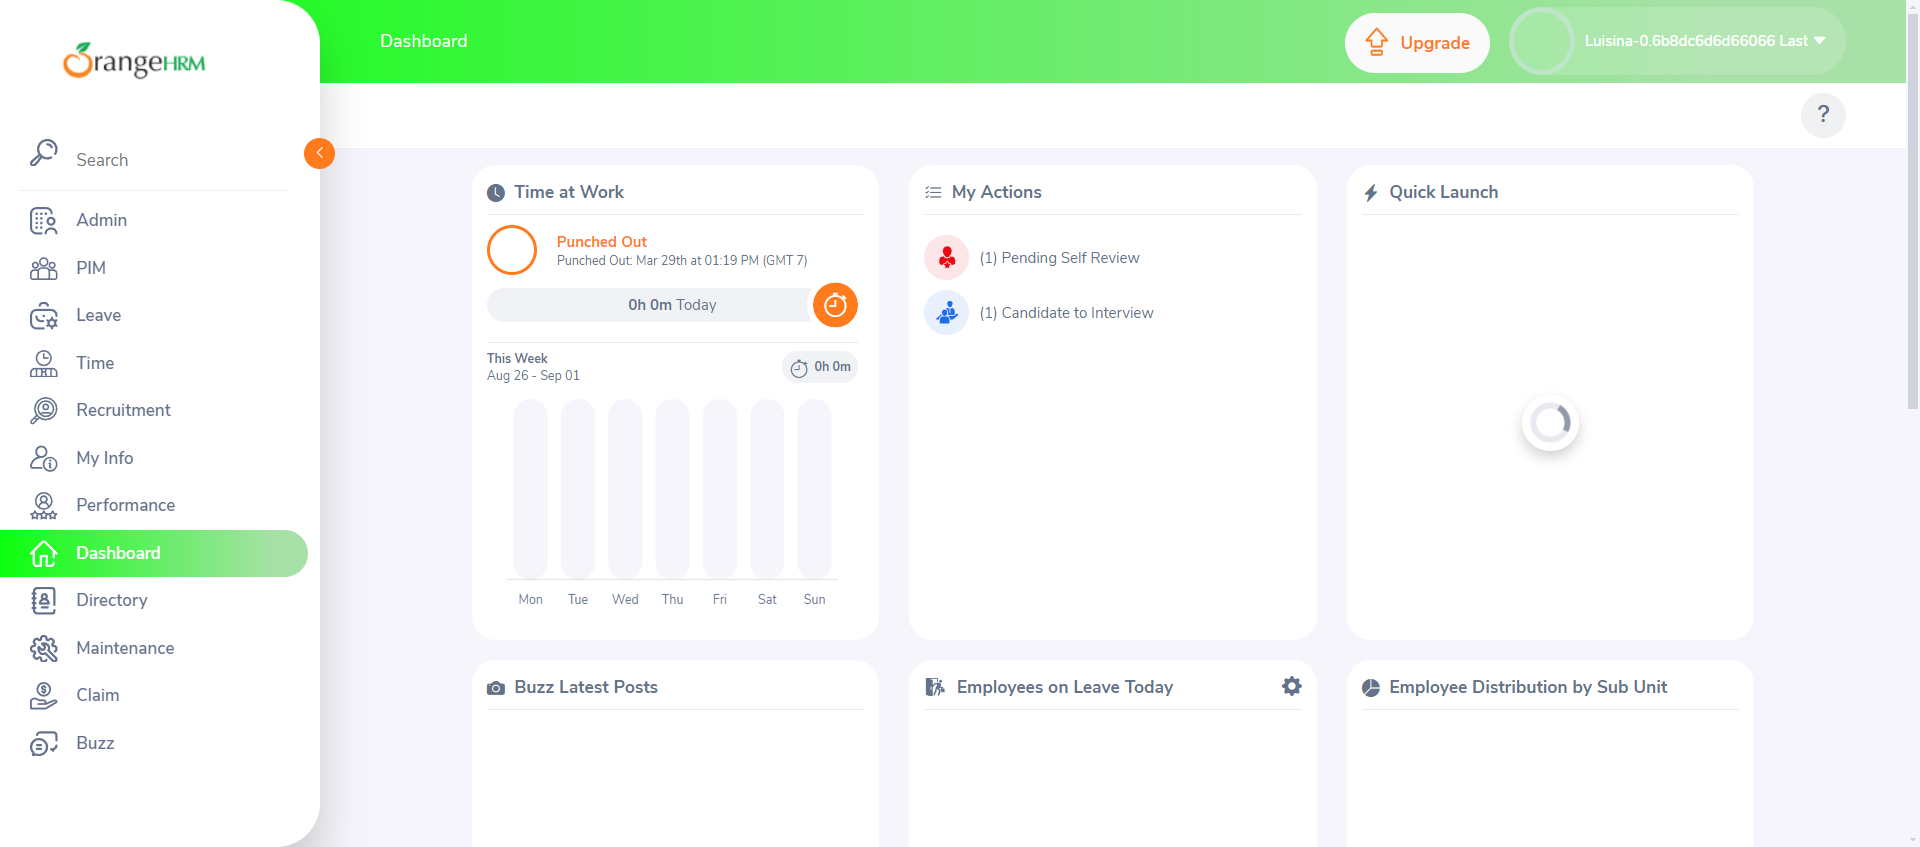 OrangeHRM
Search
Admin
PIM
Leave
Time
Recruitment
My Info
Performance
Dashboard
Directory
Maintenance
Claim
Buzz
Dashboard
Upgrade
Luisina-0.6b8dc6d6d66066 Last
?
Time at Work
Punched Out
Punched Out: Mar 29th at 01:19 PM (GMT 7)
0h 0m Today
This Week
Aug 26 - Sep 01
0h 0m
Mon Tue Wed Thu Fri Sat Sun
My Actions
(1) Pending Self Review
(1) Candidate to Interview
Quick Launch
Buzz Latest Posts
Employees on Leave Today
Employee Distribution by Sub Unit